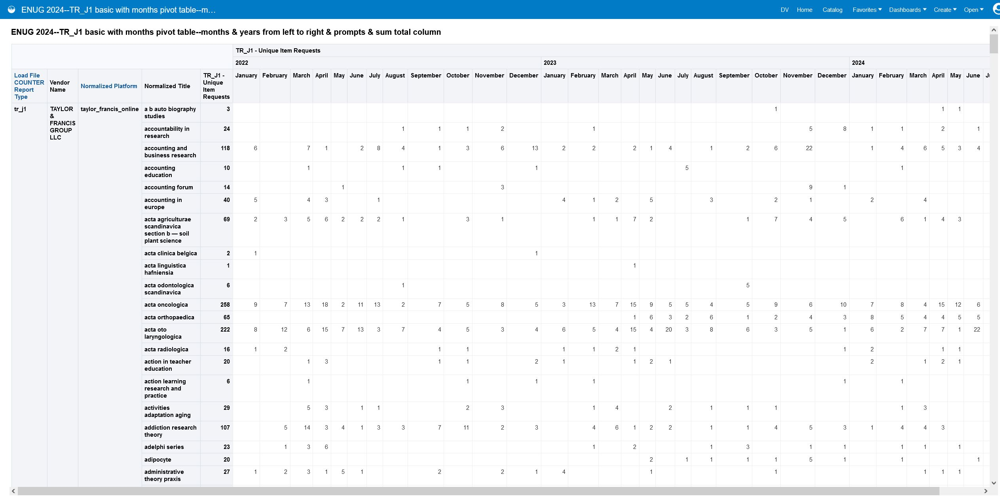 ENUG 2024--TR_J1 basic with months pivot table--m...
DV Home Catalog Favorites Dashboards Create Open
ENUG 2024--TR_J1 basic with months pivot table--months & years from left to right & prompts & sum total column
TR_J1 - Unique Item Requests
2022 2023 2024
Load File COUNTER Report Type Vendor Name Normalized Platform Normalized Title TR_J1 - Unique Item Requests January February March April May June July August September October November December January February March April May June July August September October November December January February March April May June
tr_j1 TAYLOR & FRANCIS GROUP LLC taylor_francis_online a b auto biography studies 3 1 1 1
accountability in research 24 1 1 1 2 1 5 8 1 1 2 1
accounting and business research 118 6 7 1 2 8 4 1 3 6 13 2 2 2 1 4 1 2 6 22 1 4 6 5 3 4
accounting education 10 1 1 1 1 5 1
accounting forum 14 1 3 9 1
accounting in europe 40 5 4 3 1 4 1 2 5 3 2 1 2 4
acta agriculturae scandinavica section b — soil plant science 69 2 3 5 6 2 2 2 1 3 1 1 1 7 2 1 7 4 5 6 1 4 3
acta clinica belgica 2 1 1
acta linguistica hafniensia 1 1
acta odontologica scandinavica 6 1 5
acta oncologica 258 9 7 13 18 2 11 13 2 7 5 8 5 3 13 7 15 9 5 5 4 5 9 6 10 7 8 4 15 12 6
acta orthopaedica 65 1 6 3 2 6 1 2 4 3 8 5 4 4 5 5
acta oto laryngologica 222 8 12 6 15 7 13 3 7 4 5 3 4 6 5 4 15 4 20 3 8 6 3 5 1 6 2 7 7 1 22
acta radiologica 16 1 2 1 1 1 1 2 1 1 2 1 1
action in teacher education 20 1 3 1 1 2 1 1 2 1 2 1 2 1
action learning research and practice 6 1 1 1 1 1 1
activities adaptation aging 29 5 3 1 1 2 3 1 4 2 1 1 1 1 3
addiction research theory 107 5 14 3 4 1 3 3 7 11 2 3 4 6 1 2 2 1 1 4 5 3 1 4 4 3
adelphi series 23 1 3 6 1 2 1 3 1 1 1 1 1
adipocyte 20 2 1 1 1 1 5 1 1 1
administrative theory praxis 27 1 2 3 1 5 1 2 2 1 4 1 1 1 1 1